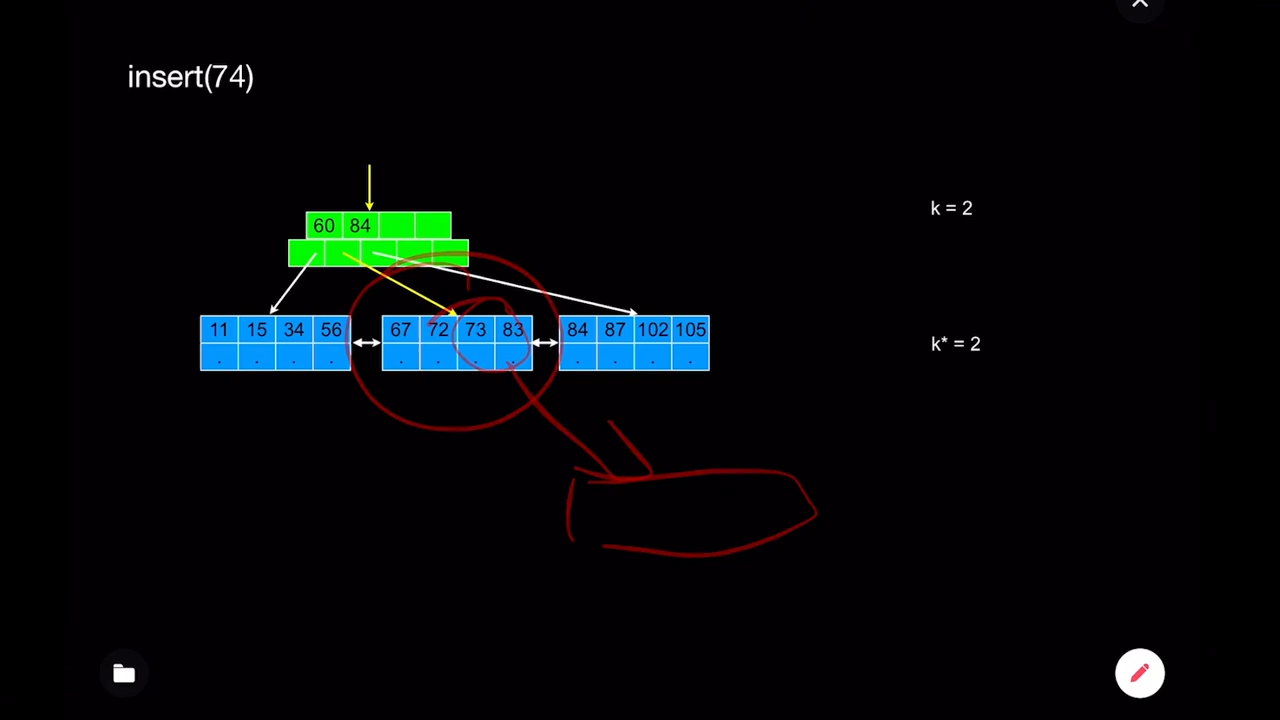 insert(74)
k = 2
60 84
11 15 34 56 67 72 73 83 84 87 102 105
. . . . . . . . . . . .
k* = 2